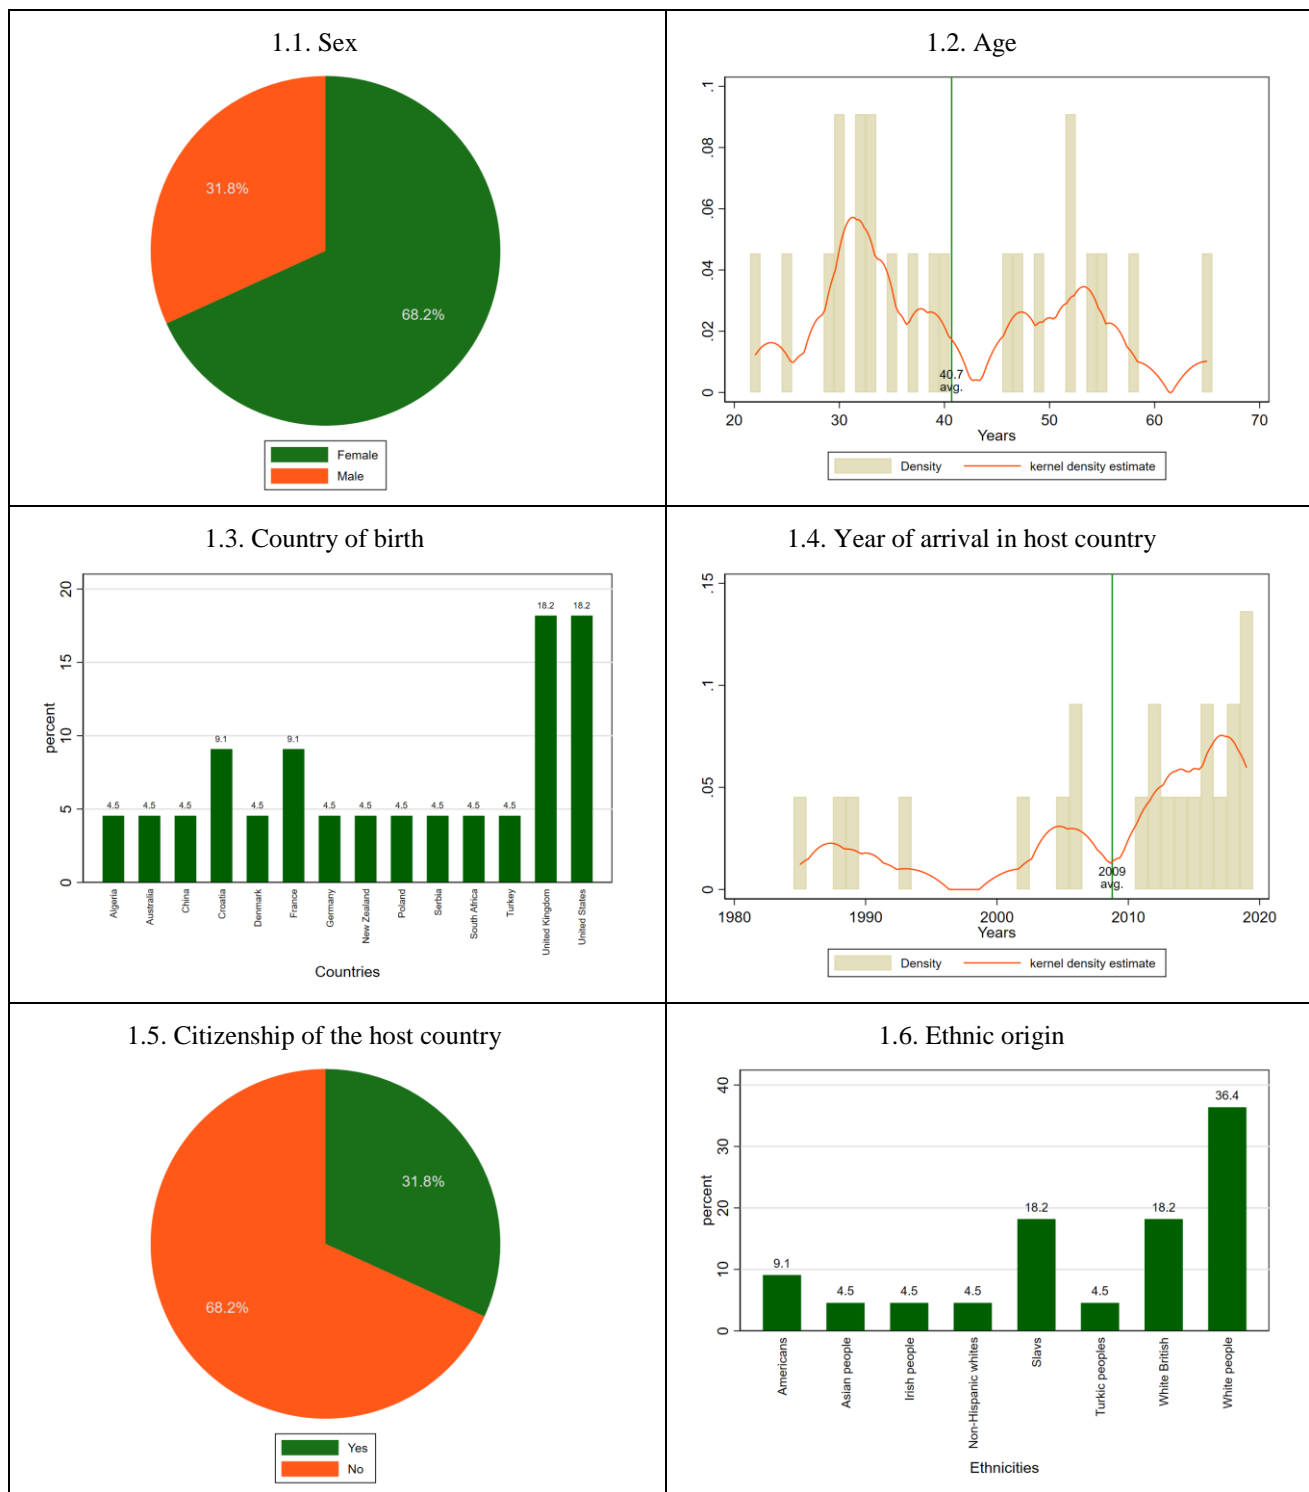 1.1. Sex
31.8%
68.2%
Female
Male
1.2. Age
.1
.08
.06
.04
.02
0
40.7
avg.
20 30 40 50 60 70
Years
Density kernel density estimate
1.3. Country of birth
percent
20
15
10
5
0
4.5 4.5 4.5 9.1 4.5 9.1 4.5 4.5 4.5 4.5 4.5 4.5 18.2 18.2
Algeria
Australia
China
Croatia
Denmark
France
Germany
New Zealand
Poland
Serbia
South Africa
Turkey
United Kingdom
United States
Countries
1.4. Year of arrival in host country
.15
.1
.05
0
2009
avg.
1980 1990 2000 2010 2020
Years
Density kernel density estimate
1.5. Citizenship of the host country
31.8%
68.2%
Yes
No
1.6. Ethnic origin
percent
40
30
20
10
0
9.1 4.5 4.5 4.5 18.2 4.5 18.2 36.4
Americans
Asian people
Irish people
Non-Hispanic whites
Slavs
Turkic peoples
White British
White people
Ethnicities